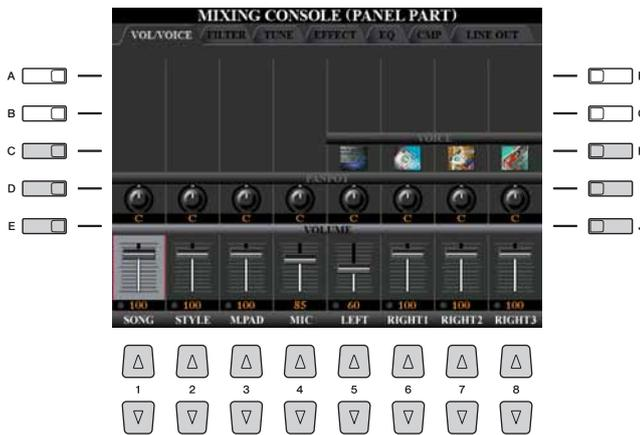 MIXING CONSOLE (PANEL PART)
VOL/VOICE FILTER TUNE EFFECT EQ CMP LINE OUT
A
B
C
D
E
VOICE
PANPOT
C C C C C C C C
VOLUME
100 100 100 85 60 100 100 100
SONG STYLE M.PAD MIC LEFT RIGHT1 RIGHT2 RIGHT3
1 2 3 4 5 6 7 8